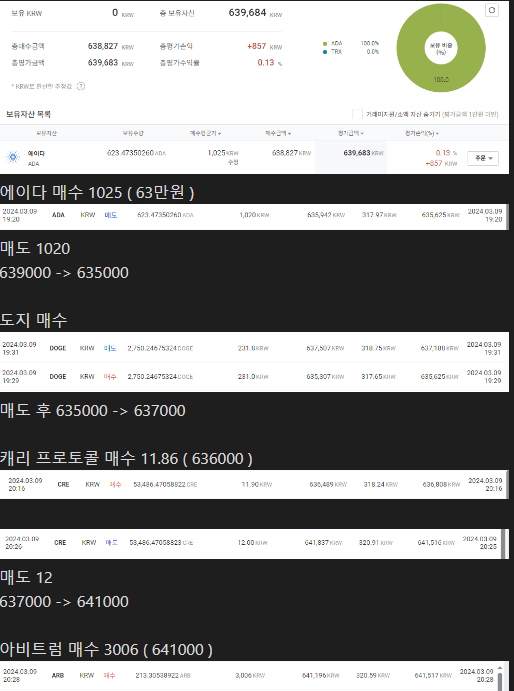 보유 KRW 0 KRW 총 보유자산 639,684 KRW
총매수금액 638,827 KRW 총평가손익 +857 KRW
총평가금액 639,683 KRW 총평가수익률 0.13 %
* KRW로 환산한 추정값 ?
ADA 100.0%
TRX 0.0%
보유 비중
(%)
100.0
보유자산 목록 거래미지원/소액 자산 숨기기 (평가금액 1만원 미만)
보유자산 보유수량 매수평균가 매수금액 평가금액 평가손익(%)
에이다 623.47350260 ADA 1,025 KRW 638,827 KRW 639,683 KRW 0.13 % 주문
ADA 수정 +857 KRW
에이다 매수 1025 ( 63만원 )
2024.03.09 ADA KRW 매도 623.47350260 ADA 1,020 KRW 635,942 KRW 317.97 KRW 635,625 KRW 2024.03.09
19:20 19:20
매도 1020
639000 -> 635000
도지 매수
2024.03.09 DOGE KRW 매도 2,750.24675324 DOGE 231.8 KRW 637,507 KRW 318.75 KRW 637,188 KRW 2024.03.09
19:31 19:31
2024.03.09 DOGE KRW 매수 2,750.24675324 DOGE 231.0 KRW 635,307 KRW 317.65 KRW 635,625 KRW 2024.03.09
19:29 19:29
매도 후 635000 -> 637000
캐리 프로토콜 매수 11.86 ( 636000 )
2024.03.09 CRE KRW 매수 53,486.47058822 CRE 11.90 KRW 636,489 KRW 318.24 KRW 636,808 KRW 2024.03.09
20:16 20:16
2024.03.09 CRE KRW 매도 53,486.47058823 CRE 12.00 KRW 641,837 KRW 320.91 KRW 641,516 KRW 2024.03.09
20:26 20:25
매도 12
637000 -> 641000
아비트럼 매수 3006 ( 641000 )
2024.03.09 ARB KRW 매수 213.30538922 ARB 3,006 KRW 641,196 KRW 320.59 KRW 641,517 KRW 2024.03.09
20:28 20:28